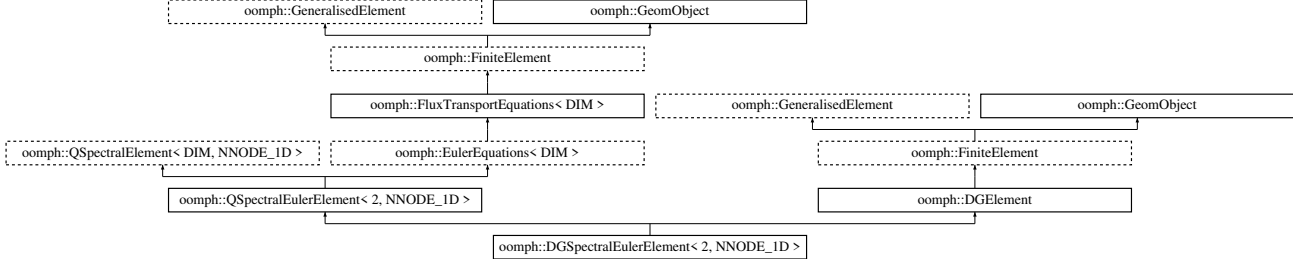 oomph::GeneralisedElement
oomph::GeomObject
oomph::FiniteElement
oomph::FluxTransportEquations< DIM >
oomph::GeneralisedElement
oomph::GeomObject
oomph::QSpectralElement< DIM, NNODE_1D >
oomph::EulerEquations< DIM >
oomph::FiniteElement
oomph::QSpectralEulerElement< 2, NNODE_1D >
oomph::DGElement
oomph::DGSpectralEulerElement< 2, NNODE_1D >